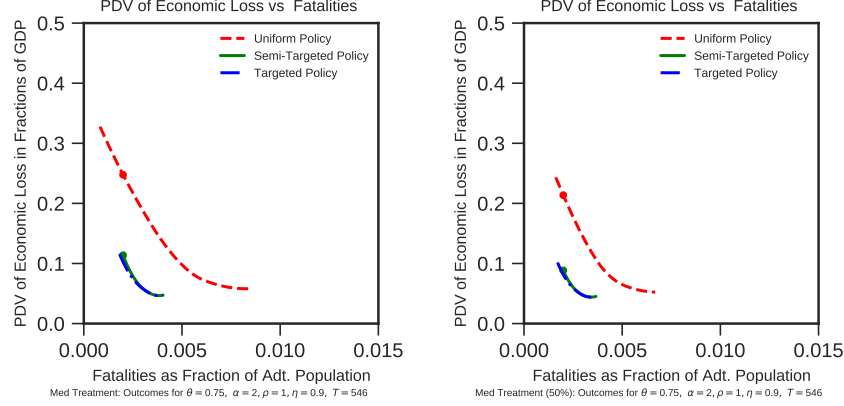 PDV of Economic Loss vs  Fatalities
0.5
0.4
0.3
0.2
0.1
0.0
PDV of Economic Loss in Fractions of GDP
Uniform Policy
Semi-Targeted Policy
Targeted Policy
0.000
0.005
0.010
0.015
Fatalities as Fraction of Adt. Population
Med Treatment: Outcomes for θ = 0.75, α = 2, ρ = 1, η = 0.9, T = 546
PDV of Economic Loss vs  Fatalities
0.5
0.4
0.3
0.2
0.1
0.0
PDV of Economic Loss in Fractions of GDP
Uniform Policy
Semi-Targeted Policy
Targeted Policy
0.000
0.005
0.010
0.015
Fatalities as Fraction of Adt. Population
Med Treatment (50%): Outcomes for θ = 0.75, α = 2, ρ = 1, η = 0.9, T = 546